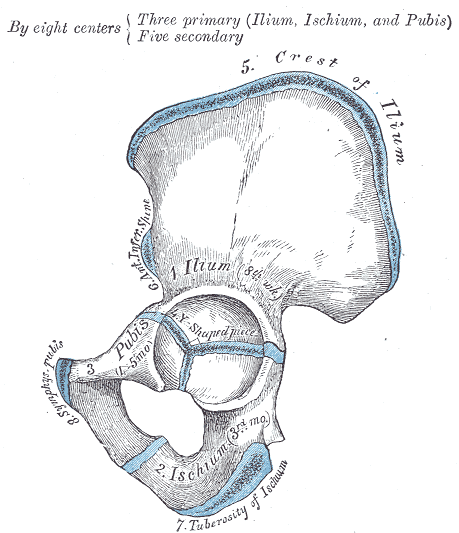 By eight centers { Three primary (Ilium, Ischium, and Pubis)
Five secondary
5. Crest of Ilium
6 Ant. Infer. Spine
1 Ilium (8th wk.)
4. Y-Shaped piece
Pubis
3 (4-5 mo)
8. Symphys. Pubis
2. Ischium (3rd mo.)
7. Tuberosity of Ischium